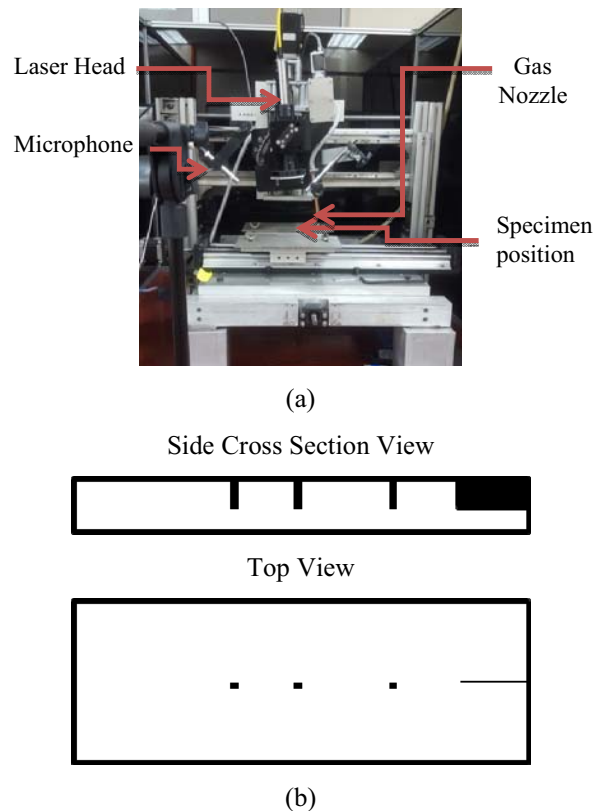 Laser Head
Gas
Nozzle
Microphone
Specimen
position
(a)
Side Cross Section View
Top View
(b)